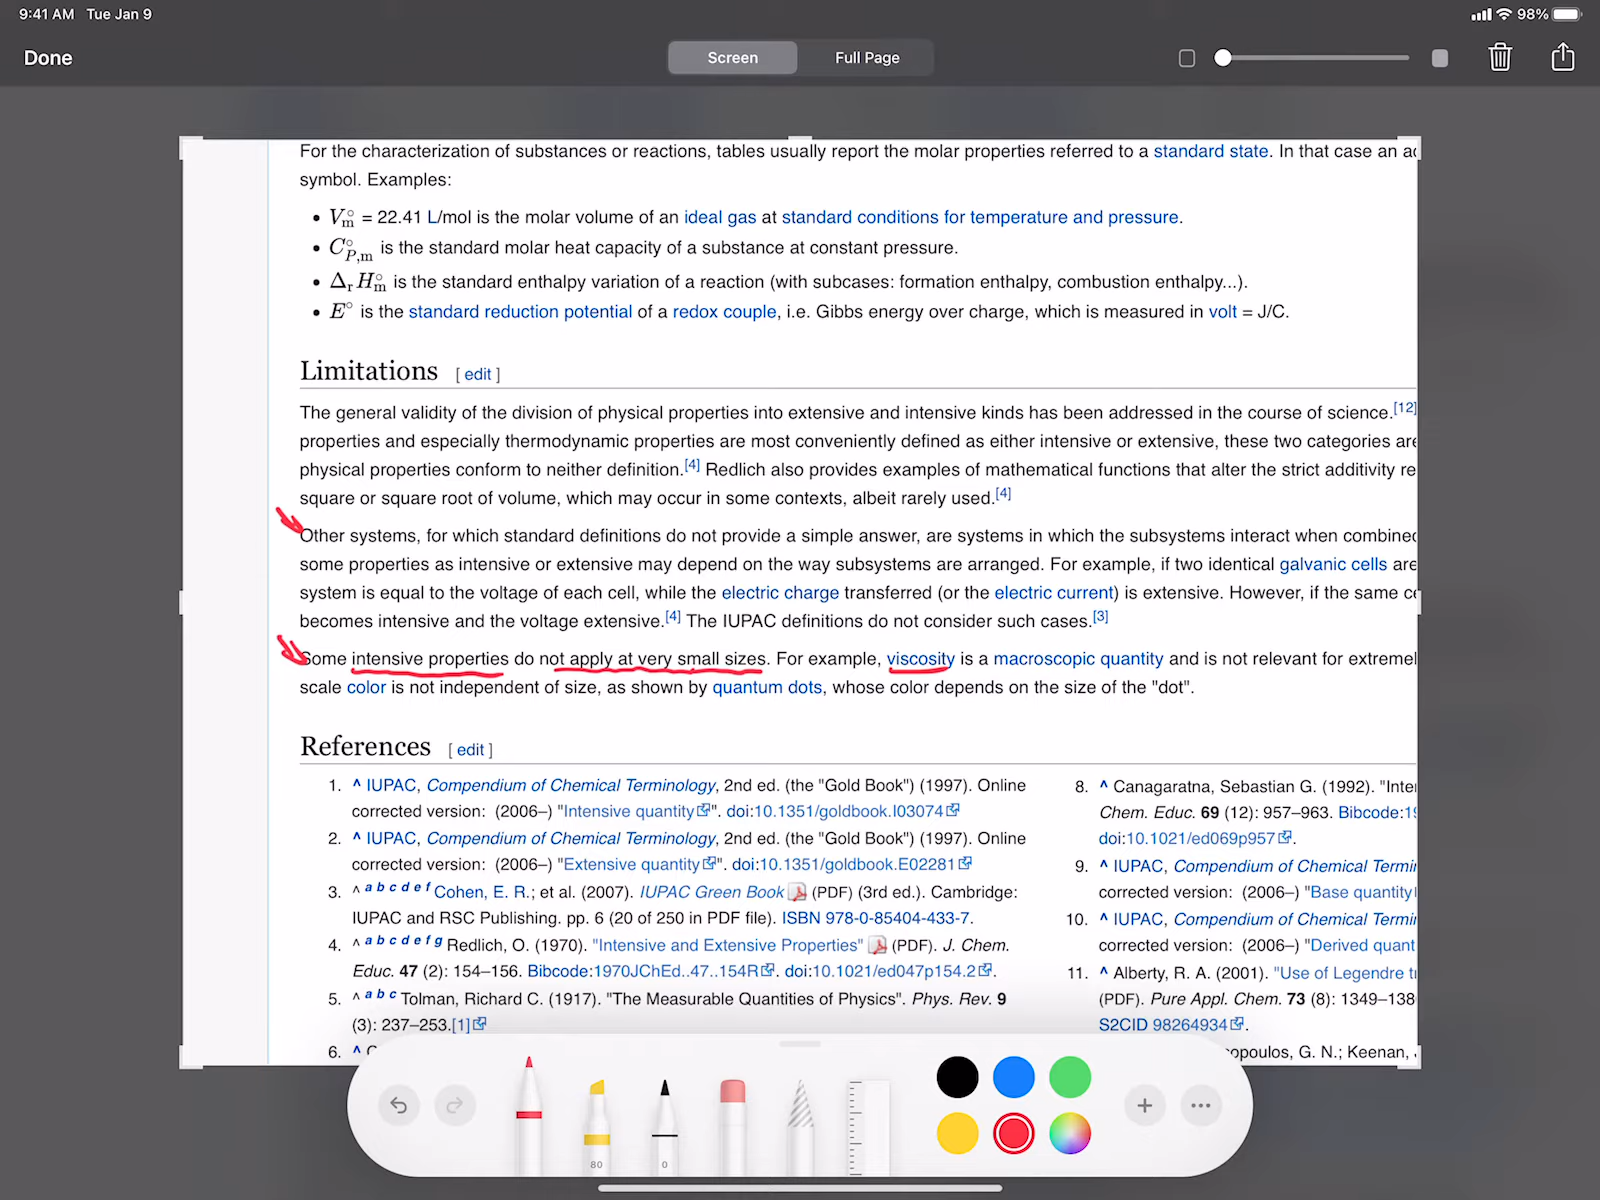 9:41 AM Tue Jan 9
98%
Done
Screen
Full Page
For the characterization of substances or reactions, tables usually report the molar properties referred to a standard state. In that case an
symbol. Examples:
• V°m = 22.41 L/mol is the molar volume of an ideal gas at standard conditions for temperature and pressure.
• C°P,m is the standard molar heat capacity of a substance at constant pressure.
• ΔrH°m is the standard enthalpy variation of a reaction (with subcases: formation enthalpy, combustion enthalpy...).
• E° is the standard reduction potential of a redox couple, i.e. Gibbs energy over charge, which is measured in volt = J/C.
Limitations [ edit ]
The general validity of the division of physical properties into extensive and intensive kinds has been addressed in the course of science.[12]
properties and especially thermodynamic properties are most conveniently defined as either intensive or extensive, these two categories are
physical properties conform to neither definition.[4] Redlich also provides examples of mathematical functions that alter the strict additivity re
square or square root of volume, which may occur in some contexts, albeit rarely used.[4]
Other systems, for which standard definitions do not provide a simple answer, are systems in which the subsystems interact when combined
some properties as intensive or extensive may depend on the way subsystems are arranged. For example, if two identical galvanic cells are
system is equal to the voltage of each cell, while the electric charge transferred (or the electric current) is extensive. However, if the same
becomes intensive and the voltage extensive.[4] The IUPAC definitions do not consider such cases.[3]
Some intensive properties do not apply at very small sizes. For example, viscosity is a macroscopic quantity and is not relevant for extremel
scale color is not independent of size, as shown by quantum dots, whose color depends on the size of the "dot".
References [ edit ]
1. ^ IUPAC, Compendium of Chemical Terminology, 2nd ed. (the "Gold Book") (1997). Online
corrected version: (2006–) "Intensive quantity". doi:10.1351/goldbook.I03074
2. ^ IUPAC, Compendium of Chemical Terminology, 2nd ed. (the "Gold Book") (1997). Online
corrected version: (2006–) "Extensive quantity". doi:10.1351/goldbook.E02281
3. ^ a b c d e f Cohen, E. R.; et al. (2007). IUPAC Green Book (PDF) (3rd ed.). Cambridge:
IUPAC and RSC Publishing. pp. 6 (20 of 250 in PDF file). ISBN 978-0-85404-433-7.
4. ^ a b c d e f g Redlich, O. (1970). "Intensive and Extensive Properties" (PDF). J. Chem.
Educ. 47 (2): 154–156. Bibcode:1970JChEd..47..154R. doi:10.1021/ed047p154.2.
5. ^ a b c Tolman, Richard C. (1917). "The Measurable Quantities of Physics". Phys. Rev. 9
(3): 237–253.[1]
6. ^
8. ^ Canagaratna, Sebastian G. (1992). "Inte
Chem. Educ. 69 (12): 957–963. Bibcode:19
doi:10.1021/ed069p957.
9. ^ IUPAC, Compendium of Chemical Termi
corrected version: (2006–) "Base quantity
10. ^ IUPAC, Compendium of Chemical Termi
corrected version: (2006–) "Derived quant
11. ^ Alberty, R. A. (2001). "Use of Legendre t
(PDF). Pure Appl. Chem. 73 (8): 1349–138
S2CID 98264934.
opoulos, G. N.; Keenan,
80
0